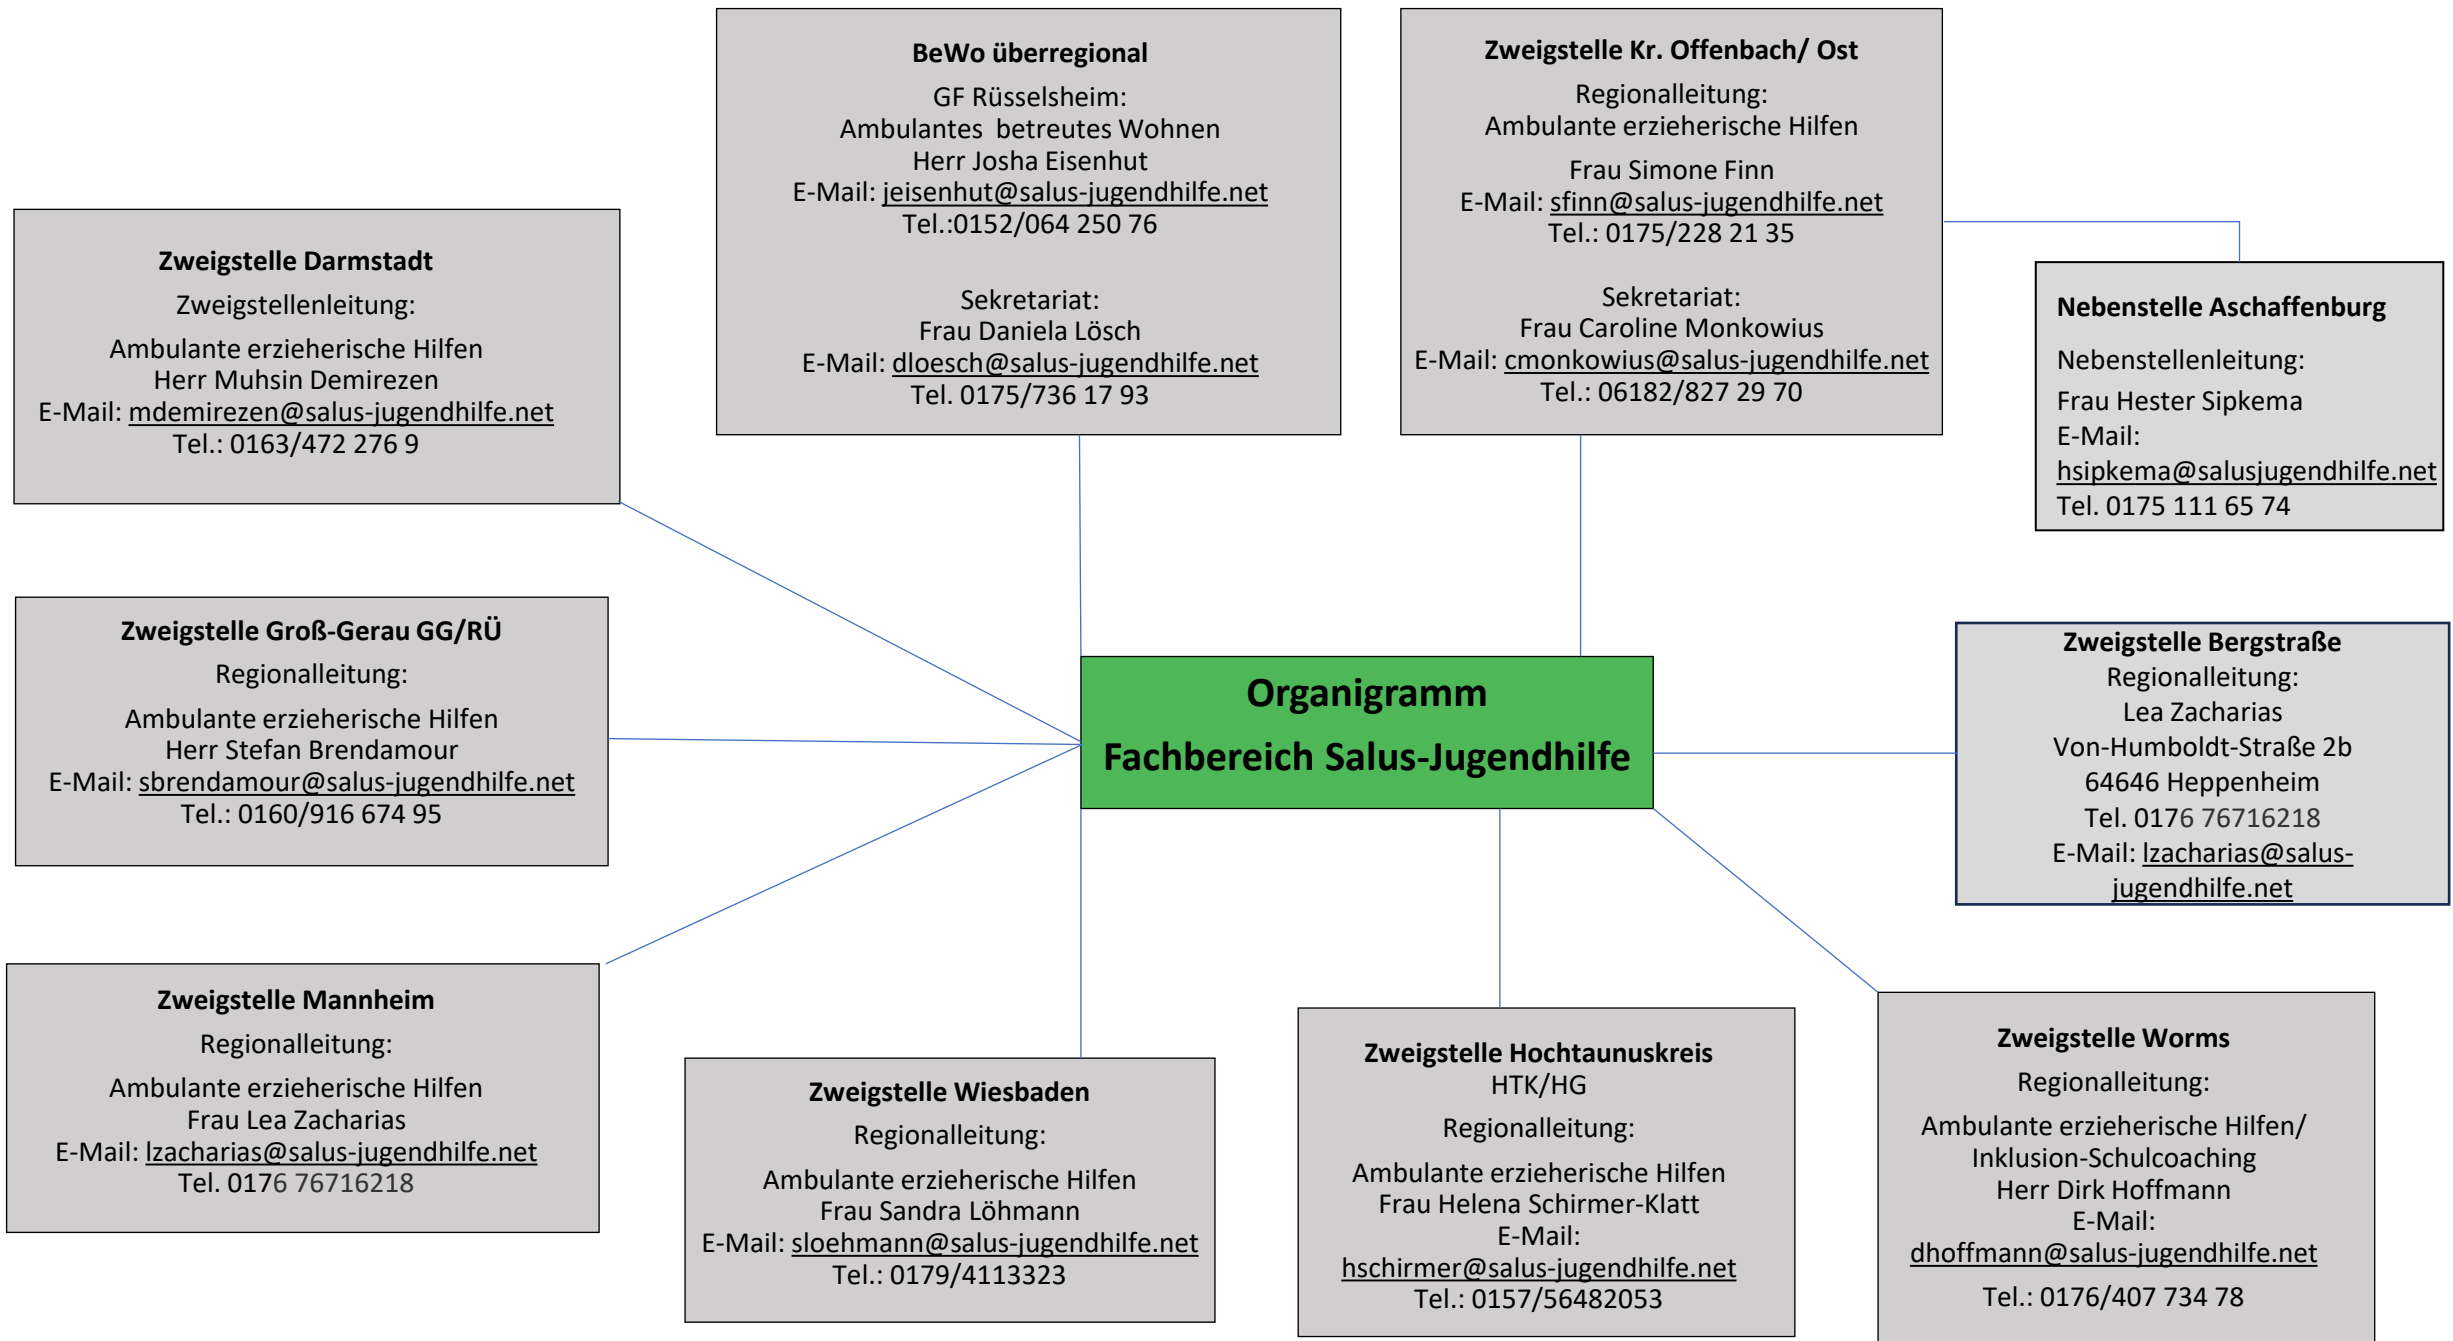 BeWo überregional
GF Rüsselsheim:
Ambulantes  betreutes Wohnen
Herr Josha Eisenhut
E-Mail: jeisenhut@salus-jugendhilfe.net
Tel.:0152/064 250 76
Sekretariat:
Frau Daniela Lösch
E-Mail: dloesch@salus-jugendhilfe.net
Tel. 0175/736 17 93
Zweigstelle Kr. Offenbach/ Ost
Regionalleitung:
Ambulante erzieherische Hilfen
Frau Simone Finn
E-Mail: sfinn@salus-jugendhilfe.net
Tel.: 0175/228 21 35
Sekretariat:
Frau Caroline Monkowius
E-Mail: cmonkowius@salus-jugendhilfe.net
Tel.: 06182/827 29 70
Zweigstelle Darmstadt
Zweigstellenleitung:
Ambulante erzieherische Hilfen
Herr Muhsin Demirezen
E-Mail: mdemirezen@salus-jugendhilfe.net
Tel.: 0163/472 276 9
Nebenstelle Aschaffenburg
Nebenstellenleitung:
Frau Hester Sipkema
E-Mail:
hsipkema@salusjugendhilfe.net
Tel. 0175 111 65 74
Zweigstelle Groß-Gerau GG/RÜ
Regionalleitung:
Ambulante erzieherische Hilfen
Herr Stefan Brendamour
E-Mail: sbrendamour@salus-jugendhilfe.net
Tel.: 0160/916 674 95
Organigramm
Fachbereich Salus-Jugendhilfe
Zweigstelle Bergstraße
Regionalleitung:
Lea Zacharias
Von-Humboldt-Straße 2b
64646 Heppenheim
Tel. 0176 76716218
E-Mail: lzacharias@salus-
jugendhilfe.net
Zweigstelle Mannheim
Regionalleitung:
Ambulante erzieherische Hilfen
Frau Lea Zacharias
E-Mail: lzacharias@salus-jugendhilfe.net
Tel. 0176 76716218
Zweigstelle Wiesbaden
Regionalleitung:
Ambulante erzieherische Hilfen
Frau Sandra Löhmann
E-Mail: sloehmann@salus-jugendhilfe.net
Tel.: 0179/4113323
Zweigstelle Hochtaunuskreis
HTK/HG
Regionalleitung:
Ambulante erzieherische Hilfen
Frau Helena Schirmer-Klatt
E-Mail:
hschirmer@salus-jugendhilfe.net
Tel.: 0157/56482053
Zweigstelle Worms
Regionalleitung:
Ambulante erzieherische Hilfen/
Inklusion-Schulcoaching
Herr Dirk Hoffmann
E-Mail:
dhoffmann@salus-jugendhilfe.net
Tel.: 0176/407 734 78